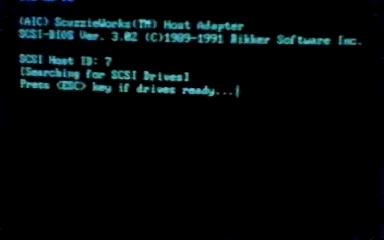 (AIC) ScuzzieWorks(TM) Host Adapter
SCSI-BIOS Ver. 3.02 (C)1989-1991 Rikker Software Inc.
SCSI Host ID: 7
[Searching for SCSI Drives]
Press <ESC> key if drives ready...